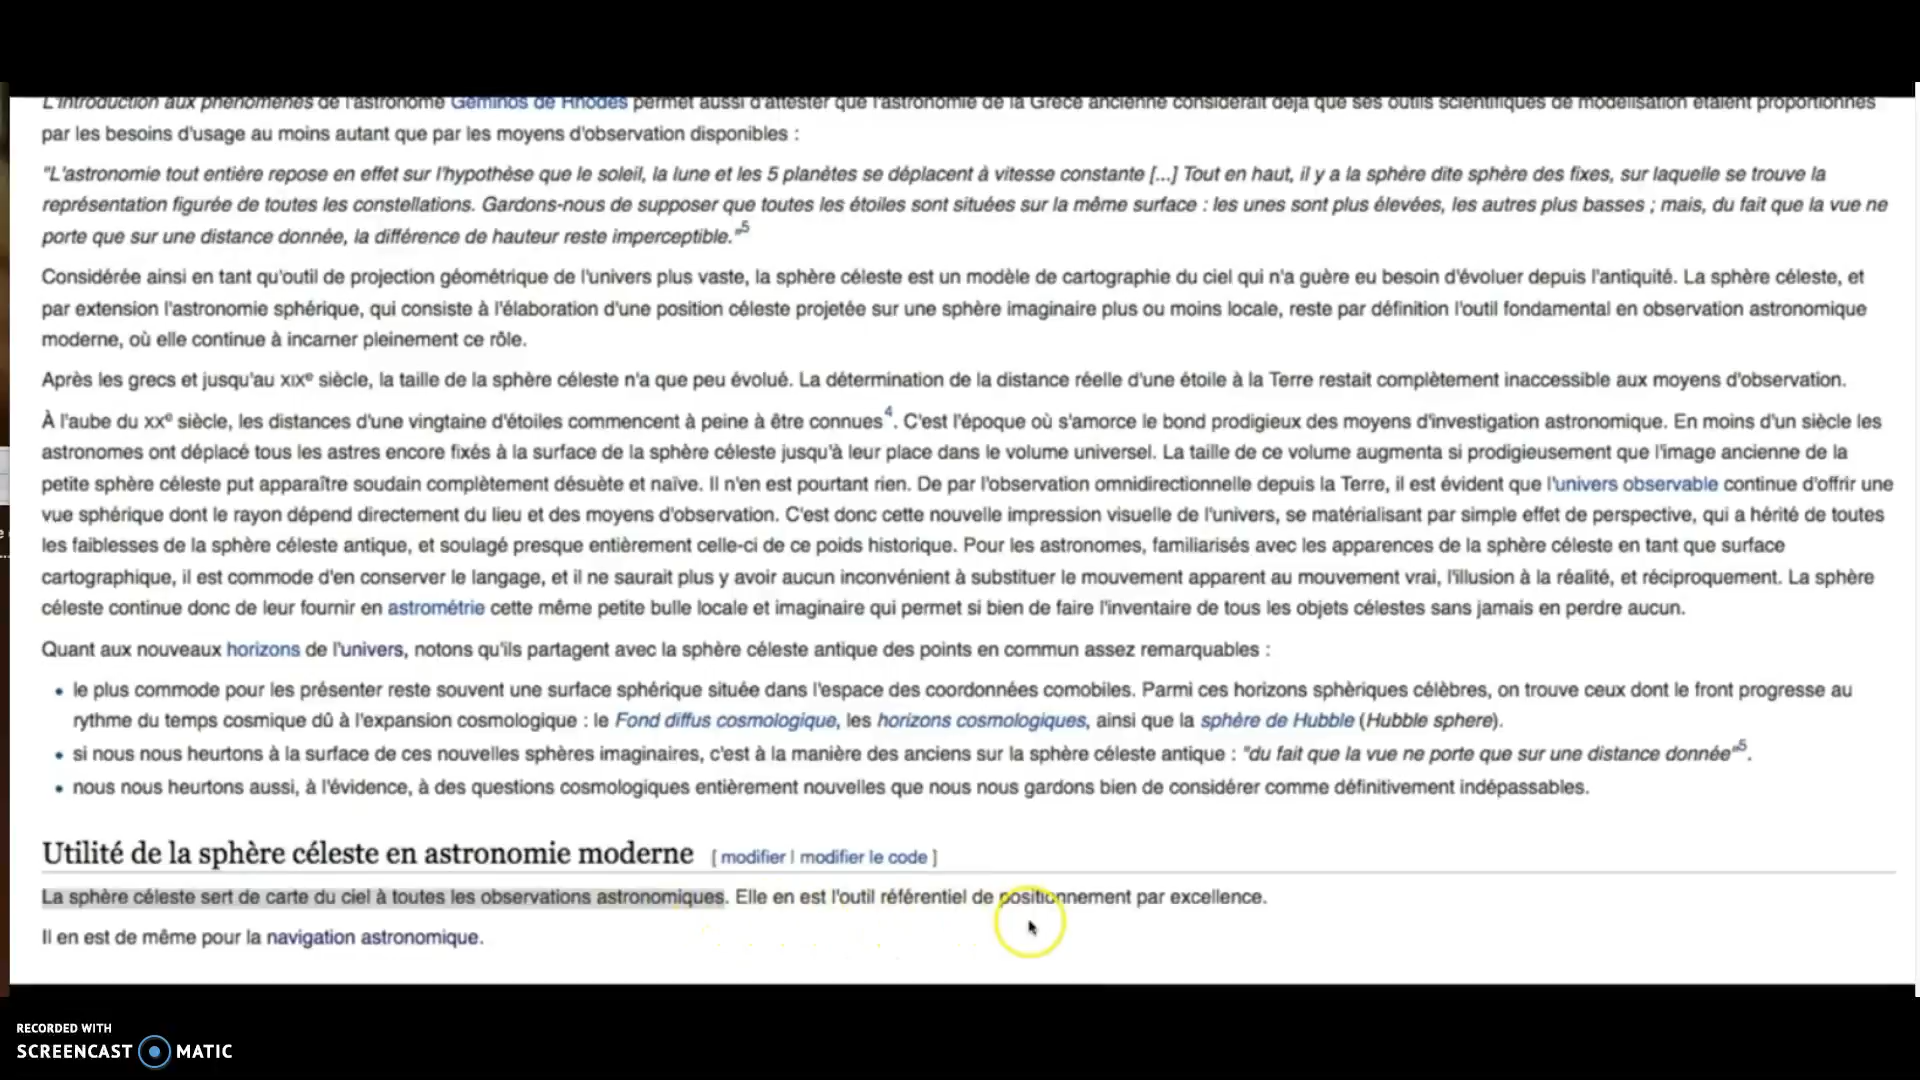 L'introduction aux phénomènes de l'astronome Géminos de Rhodes permet aussi d'attester que l'astronomie de la Grèce ancienne considérait déjà que ses outils scientifiques de modélisation étaient proportionnés
par les besoins d'usage au moins autant que par les moyens d'observation disponibles :
"L'astronomie tout entière repose en effet sur l'hypothèse que le soleil, la lune et les 5 planètes se déplacent à vitesse constante [...] Tout en haut, il y a la sphère dite sphère des fixes, sur laquelle se trouve la
représentation figurée de toutes les constellations. Gardons-nous de supposer que toutes les étoiles sont situées sur la même surface : les unes sont plus élevées, les autres plus basses ; mais, du fait que la vue ne
porte que sur une distance donnée, la différence de hauteur reste imperceptible."5
Considérée ainsi en tant qu'outil de projection géométrique de l'univers plus vaste, la sphère céleste est un modèle de cartographie du ciel qui n'a guère eu besoin d'évoluer depuis l'antiquité. La sphère céleste, et
par extension l'astronomie sphérique, qui consiste à l'élaboration d'une position céleste projetée sur une sphère imaginaire plus ou moins locale, reste par définition l'outil fondamental en observation astronomique
moderne, où elle continue à incarner pleinement ce rôle.
Après les grecs et jusqu'au XIXe siècle, la taille de la sphère céleste n'a que peu évolué. La détermination de la distance réelle d'une étoile à la Terre restait complètement inaccessible aux moyens d'observation.
À l'aube du XXe siècle, les distances d'une vingtaine d'étoiles commencent à peine à être connues4. C'est l'époque où s'amorce le bond prodigieux des moyens d'investigation astronomique. En moins d'un siècle les
astronomes ont déplacé tous les astres encore fixés à la surface de la sphère céleste jusqu'à leur place dans le volume universel. La taille de ce volume augmenta si prodigieusement que l'image ancienne de la
petite sphère céleste put apparaître soudain complètement désuète et naïve. Il n'en est pourtant rien. De par l'observation omnidirectionnelle depuis la Terre, il est évident que l'univers observable continue d'offrir une
vue sphérique dont le rayon dépend directement du lieu et des moyens d'observation. C'est donc cette nouvelle impression visuelle de l'univers, se matérialisant par simple effet de perspective, qui a hérité de toutes
les faiblesses de la sphère céleste antique, et soulagé presque entièrement celle-ci de ce poids historique. Pour les astronomes, familiarisés avec les apparences de la sphère céleste en tant que surface
cartographique, il est commode d'en conserver le langage, et il ne saurait plus y avoir aucun inconvénient à substituer le mouvement apparent au mouvement vrai, l'illusion à la réalité, et réciproquement. La sphère
céleste continue donc de leur fournir en astrométrie cette même petite bulle locale et imaginaire qui permet si bien de faire l'inventaire de tous les objets célestes sans jamais en perdre aucun.
Quant aux nouveaux horizons de l'univers, notons qu'ils partagent avec la sphère céleste antique des points en commun assez remarquables :
• le plus commode pour les présenter reste souvent une surface sphérique située dans l'espace des coordonnées comobiles. Parmi ces horizons sphèriques célèbres, on trouve ceux dont le front progresse au
rythme du temps cosmique dû à l'expansion cosmologique : le Fond diffus cosmologique, les horizons cosmologiques, ainsi que la sphère de Hubble (Hubble sphere).
• si nous nous heurtons à la surface de ces nouvelles sphères imaginaires, c'est à la manière des anciens sur la sphère céleste antique : "du fait que la vue ne porte que sur une distance donnée"5.
• nous nous heurtons aussi, à l'évidence, à des questions cosmologiques entièrement nouvelles que nous nous gardons bien de considérer comme définitivement indépassables.
Utilité de la sphère céleste en astronomie moderne [ modifier | modifier le code ]
La sphère céleste sert de carte du ciel à toutes les observations astronomiques. Elle en est l'outil référentiel de positionnement par excellence.
Il en est de même pour la navigation astronomique.
RECORDED WITH
SCREENCAST MATIC